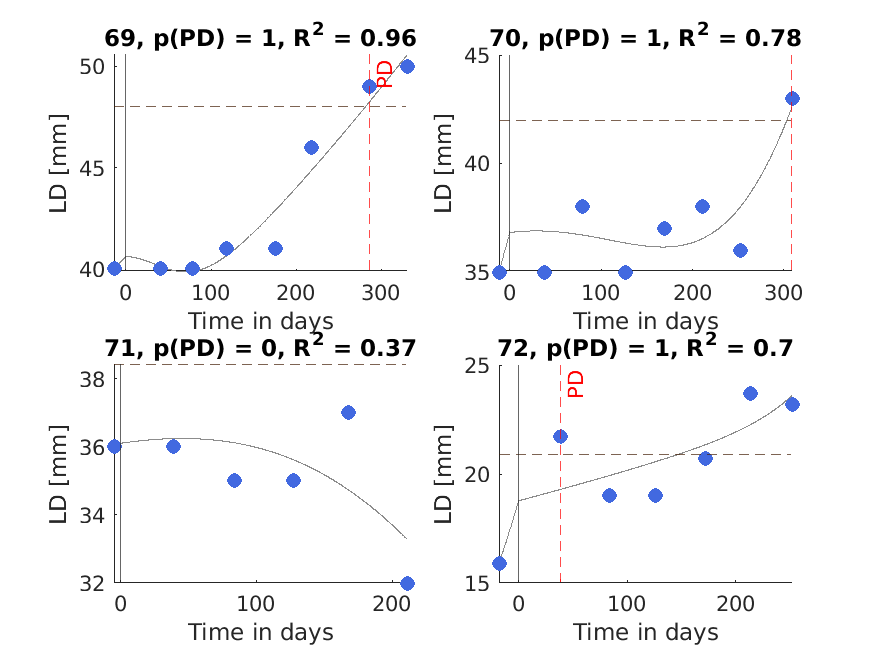 69, p(PD) = 1, R² = 0.96
50
45
40
LD [mm]
PD
0 100 200 300
Time in days
70, p(PD) = 1, R² = 0.78
45
40
35
LD [mm]
0 100 200 300
Time in days
71, p(PD) = 0, R² = 0.37
38
36
34
32
LD [mm]
0 100 200
Time in days
72, p(PD) = 1, R² = 0.7
25
20
15
LD [mm]
PD
0 100 200
Time in days